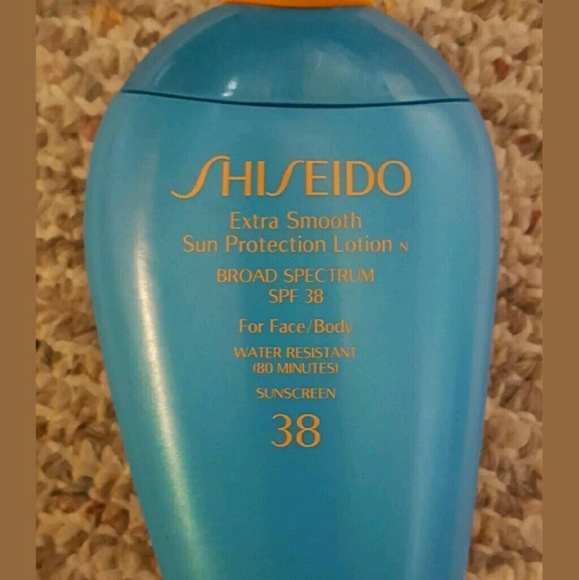 SHISEIDO
Extra Smooth
Sun Protection Lotion N
BROAD SPECTRUM
SPF 38
For Face/Body
WATER RESISTANT
(80 MINUTES)
SUNSCREEN
38